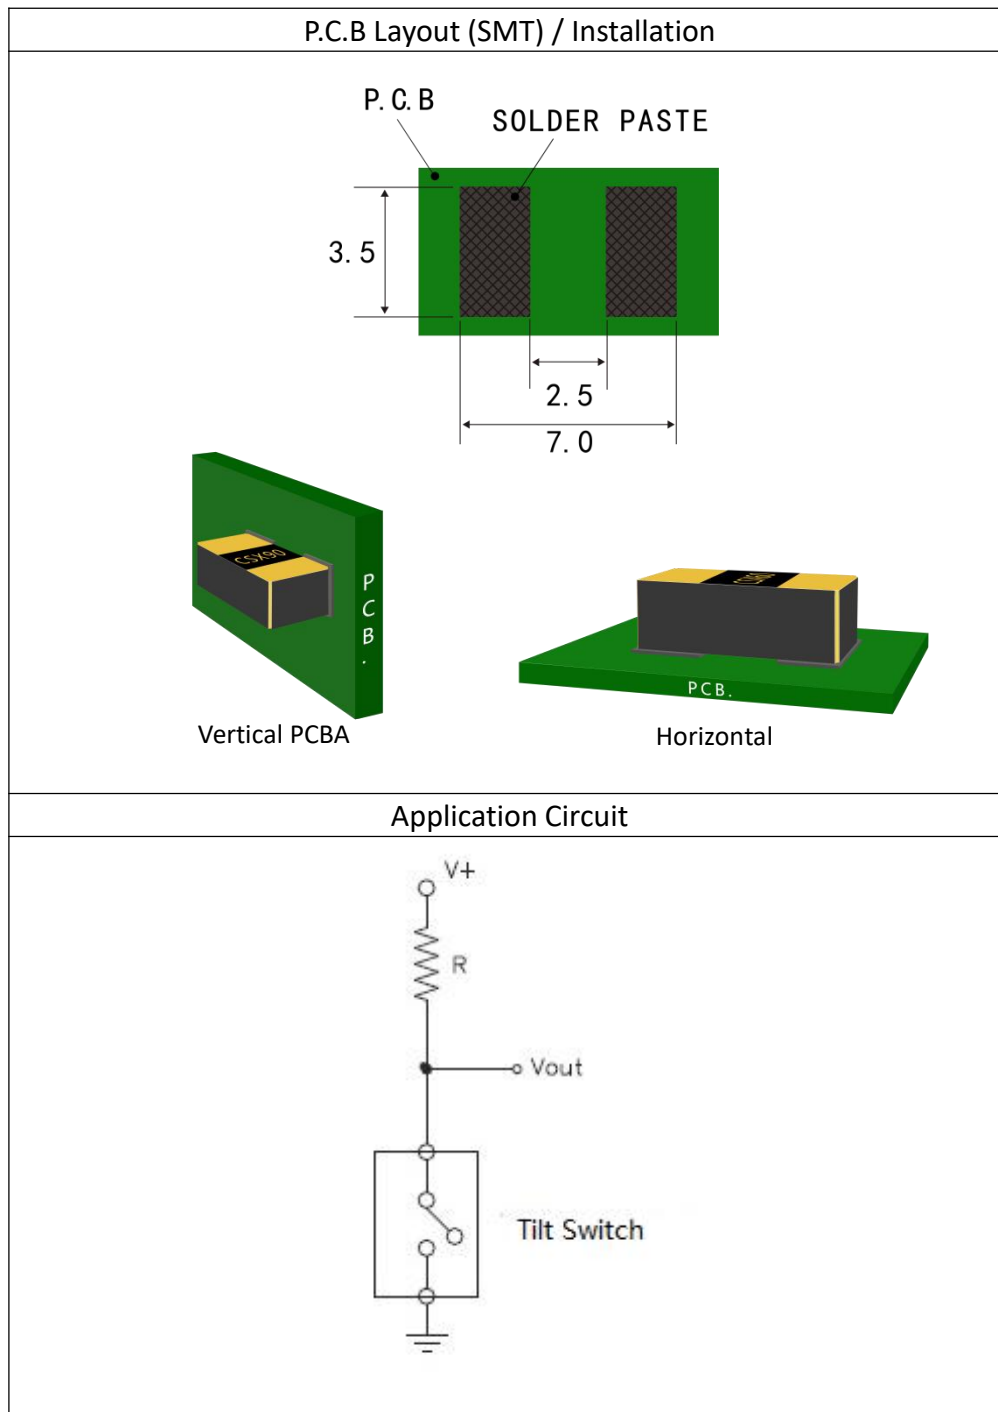 P.C.B Layout (SMT) / Installation
P.C.B
SOLDER PASTE
3.5
2.5
7.0
CSX90
PCB.
PCB.
Vertical PCBA
Horizontal
Application Circuit
V+
R
Vout
Tilt Switch